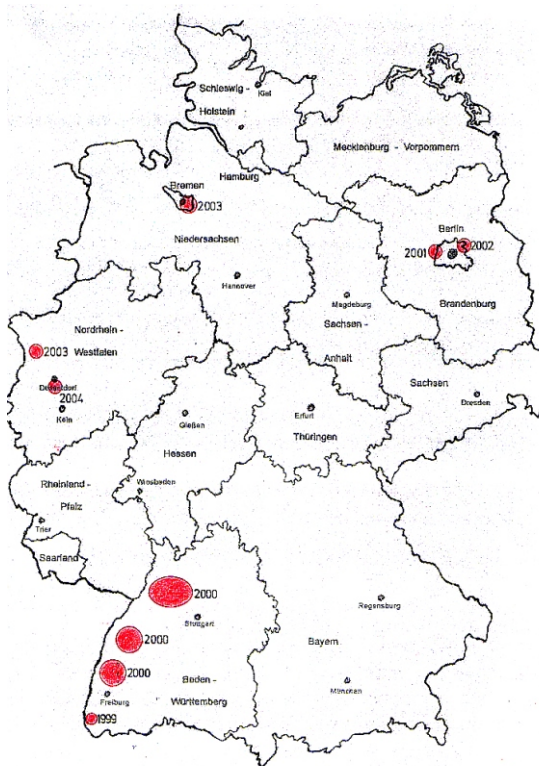 Schleswig -
Kiel
Holstein
Mecklenburg - Vorpommern
Hamburg
Bremen
2003
Niedersachsen
Berlin
2001
2002
Hannover
Magdeburg
Brandenburg
Nordrhein -
Sachsen -
2003
Westfalen
Anhalt
Sachsen
Düsseldorf
2004
Köln
Gießen
Erfurt
Dresden
Thüringen
Hessen
Rheinland -
Wiesbaden
Pfalz
Trier
Saarland
2000
Regensburg
Stuttgart
2000
Bayern
2000
Baden -
München
Freiburg
Württemberg
1999